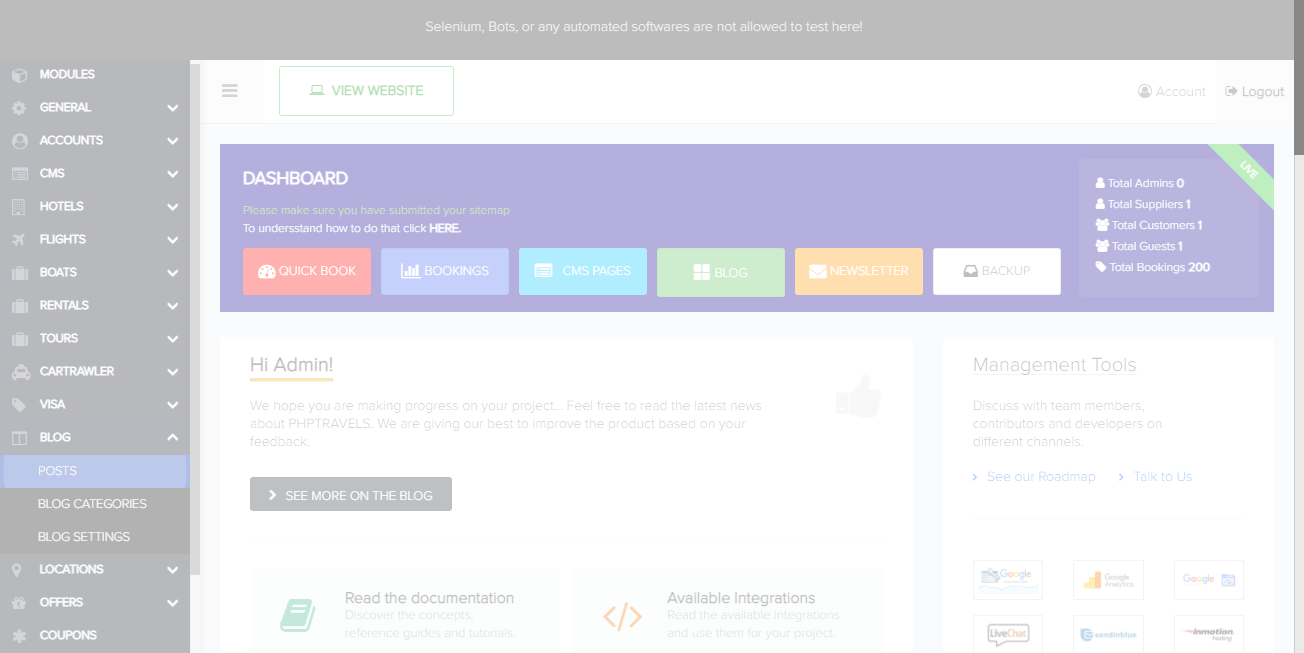 Selenium, Bots, or any automated softwares are not allowed to test here!
MODULES
GENERAL
ACCOUNTS
CMS
HOTELS
FLIGHTS
BOATS
RENTALS
TOURS
CARTRAWLER
VISA
BLOG
POSTS
BLOG CATEGORIES
BLOG SETTINGS
LOCATIONS
OFFERS
COUPONS
VIEW WEBSITE
Account
Logout
DASHBOARD
Please make sure you have submitted your sitemap
To undersstand how to do that click HERE.
QUICK BOOK
BOOKINGS
CMS PAGES
BLOG
NEWSLETTER
BACKUP
LIVE
Total Admins 0
Total Suppliers 1
Total Customers 1
Total Guests 1
Total Bookings 200
Hi Admin!
We hope you are making progress on your project... Feel free to read the latest news
about PHPTRAVELS. We are giving our best to improve the product based on your
feedback.
SEE MORE ON THE BLOG
Read the documentation
Discover the concepts,
reference guides and tutorials.
Available Integrations
Read the available integrations
and use them for your project.
Management Tools
Discuss with team members,
contributors and developers on
different channels.
See our Roadmap
Talk to Us
Google
Google
Analytics
Google
LiveChat
sendinblue
inmotion
hosting